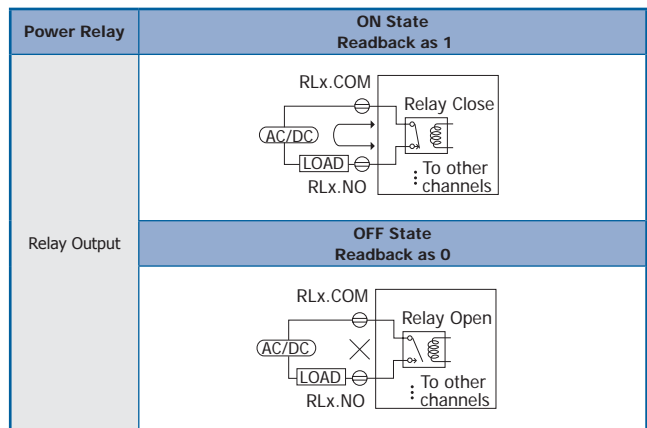 Power Relay
ON State
Readback as 1
Relay Output
RLx.COM
Relay Close
AC/DC
LOAD
RLx.NO
To other
channels
OFF State
Readback as 0
RLx.COM
Relay Open
AC/DC
LOAD
RLx.NO
To other
channels